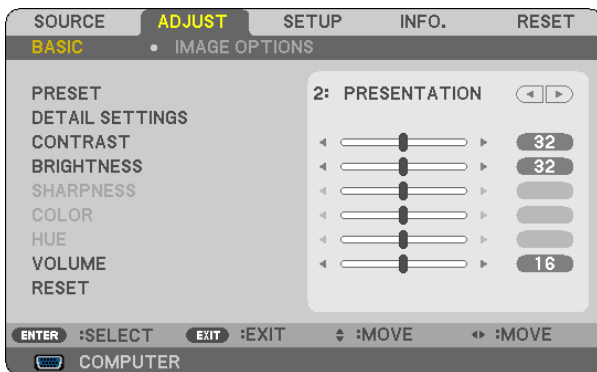 SOURCE ADJUST SETUP INFO. RESET
BASIC • IMAGE OPTIONS
PRESET 2: PRESENTATION
DETAIL SETTINGS
CONTRAST 32
BRIGHTNESS 32
SHARPNESS
COLOR
HUE
VOLUME 16
RESET
ENTER :SELECT EXIT :EXIT :MOVE :MOVE
COMPUTER